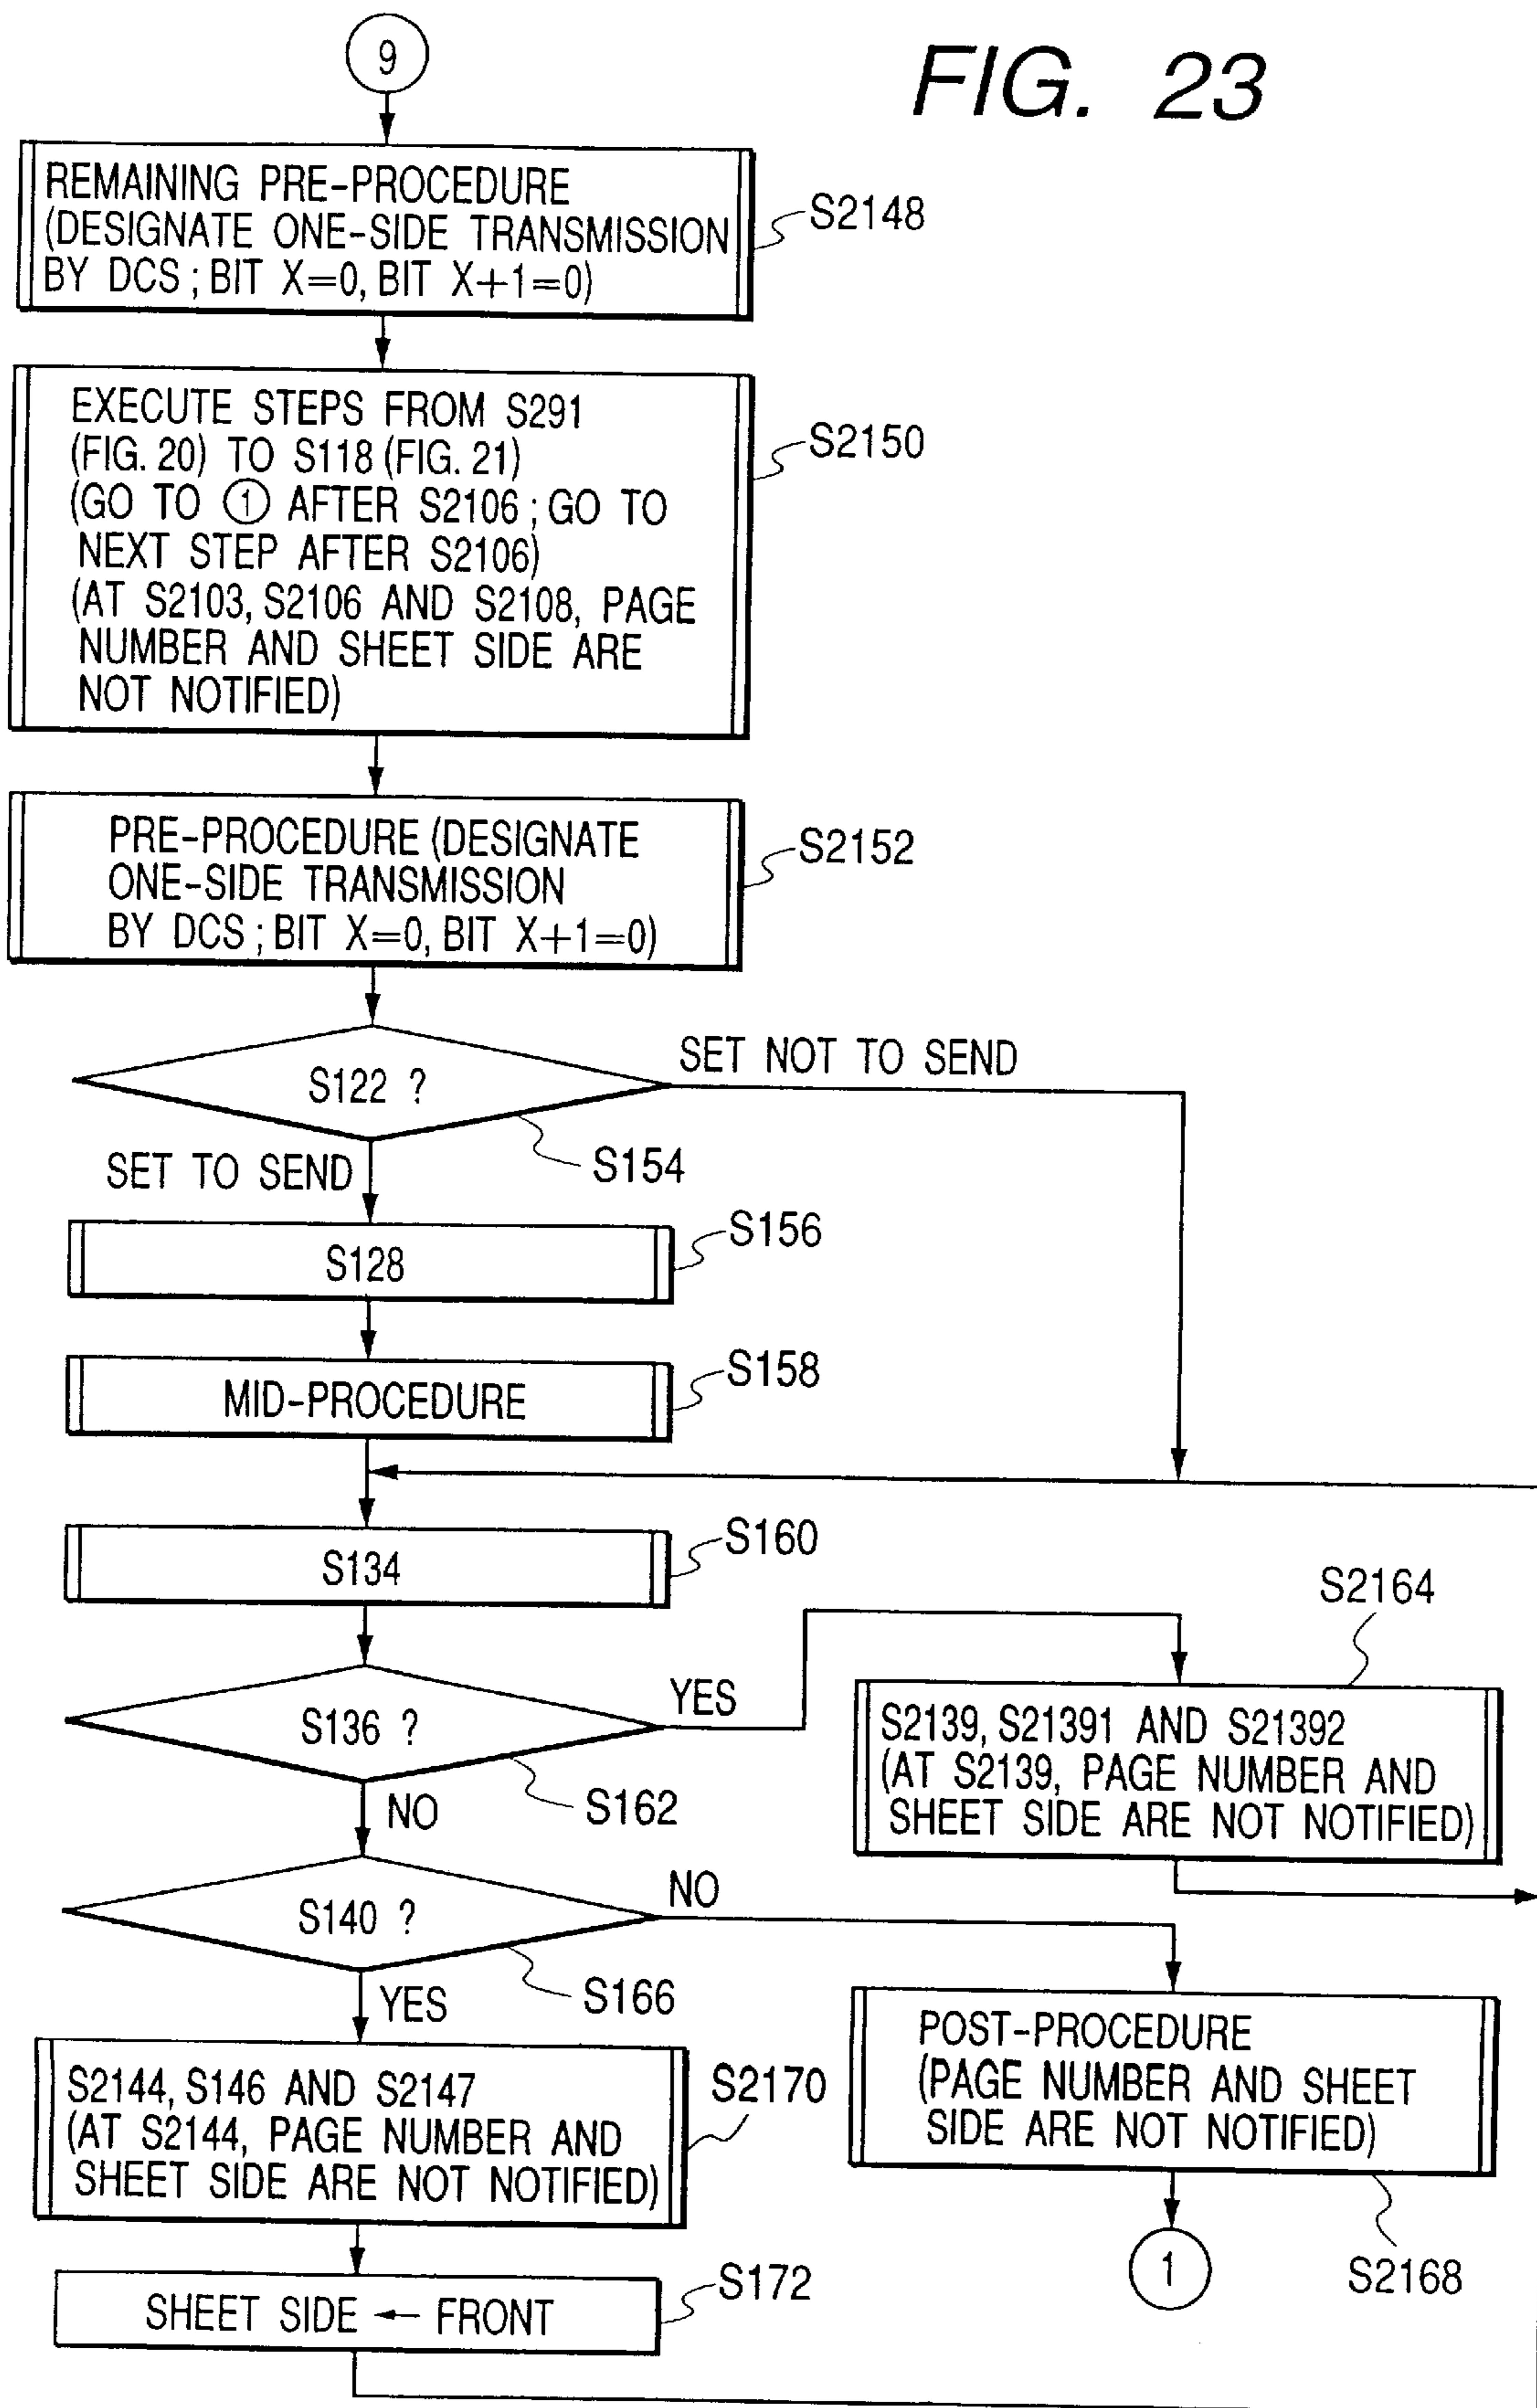 FIG. 23
9
REMAINING PRE-PROCEDURE
(DESIGNATE ONE-SIDE TRANSMISSION
BY DCS ; BIT X=0, BIT X+1=0)
S2148
EXECUTE STEPS FROM S291
(FIG. 20) TO S118 (FIG. 21)
(GO TO ① AFTER S2106 ; GO TO
NEXT STEP AFTER S2106)
(AT S2103, S2106 AND S2108, PAGE
NUMBER AND SHEET SIDE ARE
NOT NOTIFIED)
S2150
PRE-PROCEDURE (DESIGNATE
ONE-SIDE TRANSMISSION
BY DCS ; BIT X=0, BIT X+1=0)
S2152
S122 ?
SET NOT TO SEND
S154
SET TO SEND
S128
S156
MID-PROCEDURE
S158
S134
S160
S136 ?
YES
S162
NO
S2164
S2139, S21391 AND S21392
(AT S2139, PAGE NUMBER AND
SHEET SIDE ARE NOT NOTIFIED)
S140 ?
NO
S166
YES
POST-PROCEDURE
(PAGE NUMBER AND SHEET
SIDE ARE NOT NOTIFIED)
S2168
1
S2144, S146 AND S2147
(AT S2144, PAGE NUMBER AND
SHEET SIDE ARE NOT NOTIFIED)
S2170
SHEET SIDE ← FRONT
S172